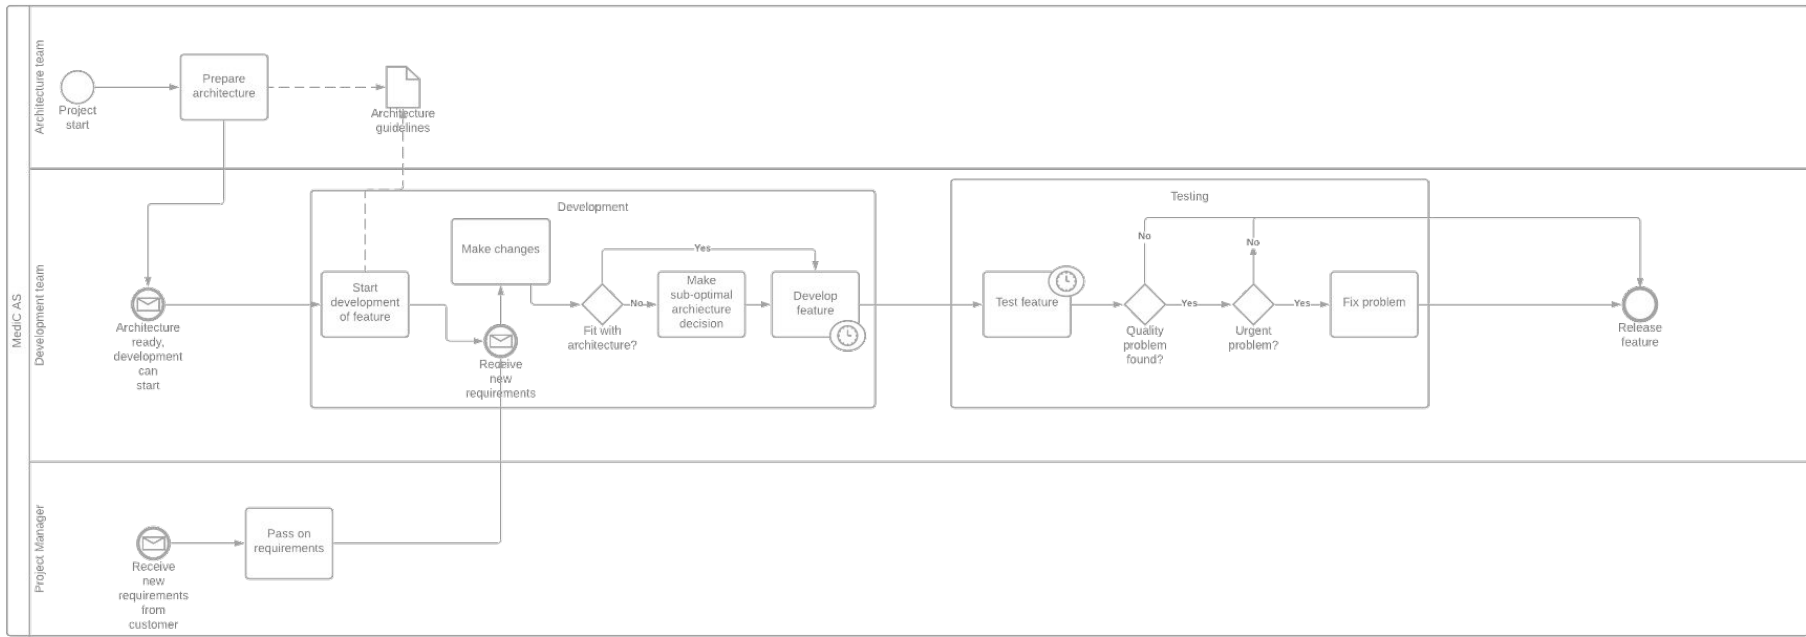 MediC AS
Architecture team
Project
start
Prepare
architecture
Architecture
guidelines
Development team
Architecture
ready,
development
can
start
Development
Start
development
of feature
Make changes
Receive
new
requirements
Fit with
architecture?
Yes
No
Make
sub-optimal
archiecture
decision
Develop
feature
Testing
Test feature
No
Quality
problem
found?
Yes
No
Urgent
problem?
Yes
Fix problem
Release
feature
Project Manager
Receive
new
requirements
from
customer
Pass on
requirements